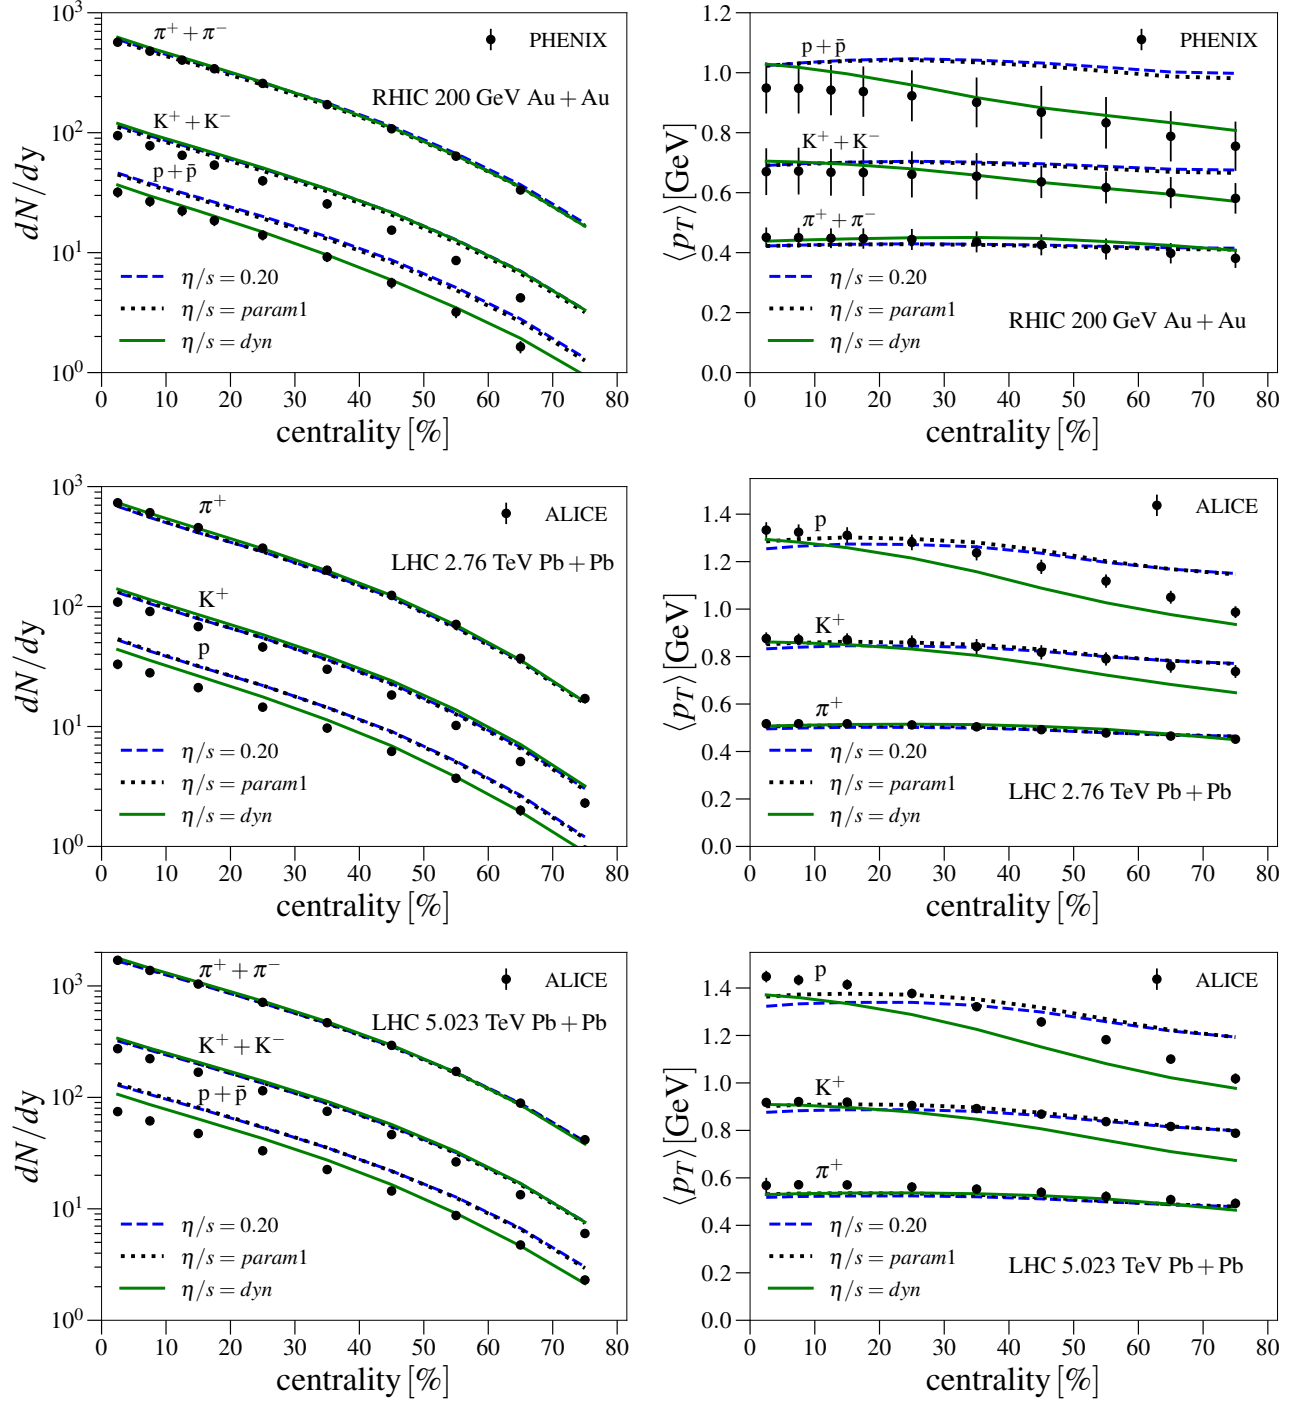 10³
10²
10¹
10⁰
dN/dy
π⁺ + π⁻
K⁺ + K⁻
p + p̄
PHENIX
RHIC 200 GeV Au + Au
η/s = 0.20
η/s = param1
η/s = dyn
0 10 20 30 40 50 60 70 80
centrality [%]
1.2
1.0
0.8
0.6
0.4
0.2
0.0
⟨p_T⟩ [GeV]
p + p̄
K⁺ + K⁻
π⁺ + π⁻
PHENIX
RHIC 200 GeV Au + Au
η/s = 0.20
η/s = param1
η/s = dyn
0 10 20 30 40 50 60 70 80
centrality [%]
10³
10²
10¹
10⁰
dN/dy
π⁺
K⁺
p
ALICE
LHC 2.76 TeV Pb + Pb
η/s = 0.20
η/s = param1
η/s = dyn
0 10 20 30 40 50 60 70 80
centrality [%]
1.4
1.2
1.0
0.8
0.6
0.4
0.2
0.0
⟨p_T⟩ [GeV]
p
K⁺
π⁺
ALICE
LHC 2.76 TeV Pb + Pb
η/s = 0.20
η/s = param1
η/s = dyn
0 10 20 30 40 50 60 70 80
centrality [%]
10³
10²
10¹
10⁰
dN/dy
π⁺ + π⁻
K⁺ + K⁻
p + p̄
ALICE
LHC 5.023 TeV Pb + Pb
η/s = 0.20
η/s = param1
η/s = dyn
0 10 20 30 40 50 60 70 80
centrality [%]
1.4
1.2
1.0
0.8
0.6
0.4
0.2
0.0
⟨p_T⟩ [GeV]
p
K⁺
π⁺
ALICE
LHC 5.023 TeV Pb + Pb
η/s = 0.20
η/s = param1
η/s = dyn
0 10 20 30 40 50 60 70 80
centrality [%]